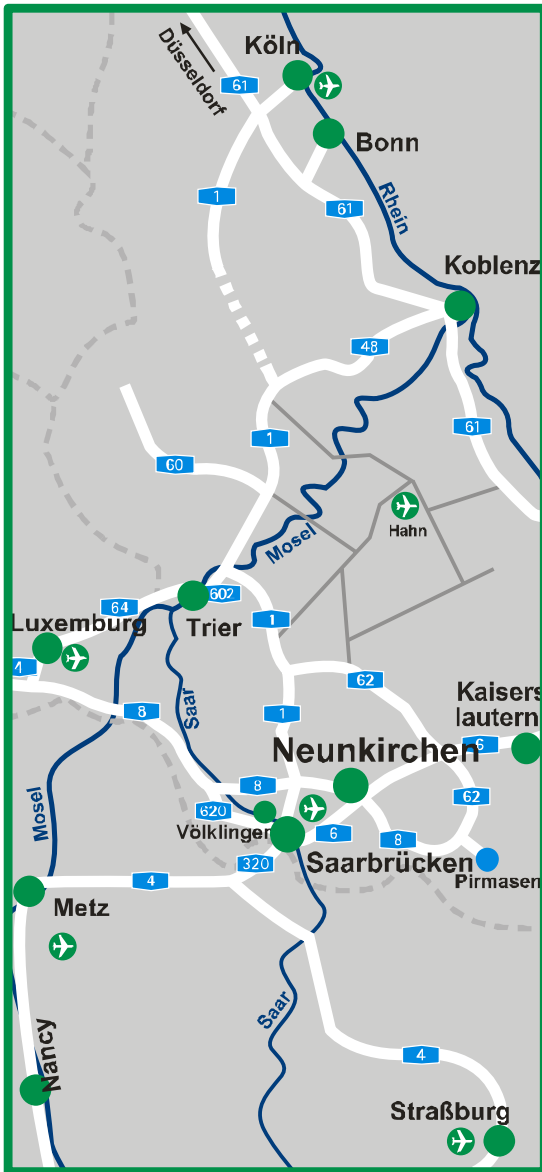 Köln
Düsseldorf
61
Bonn
1
Rhein
61
Koblenz
48
61
1
60
Hahn
Mosel
602
64
Luxemburg
Trier
1
4
62
Kaisers
lautern
Saar
8
1
6
Neunkirchen
8
62
Mosel
620
Völklingen
6
8
320
Saarbrücken
4
Pirmasen
Metz
Saar
Nancy
4
Straßburg